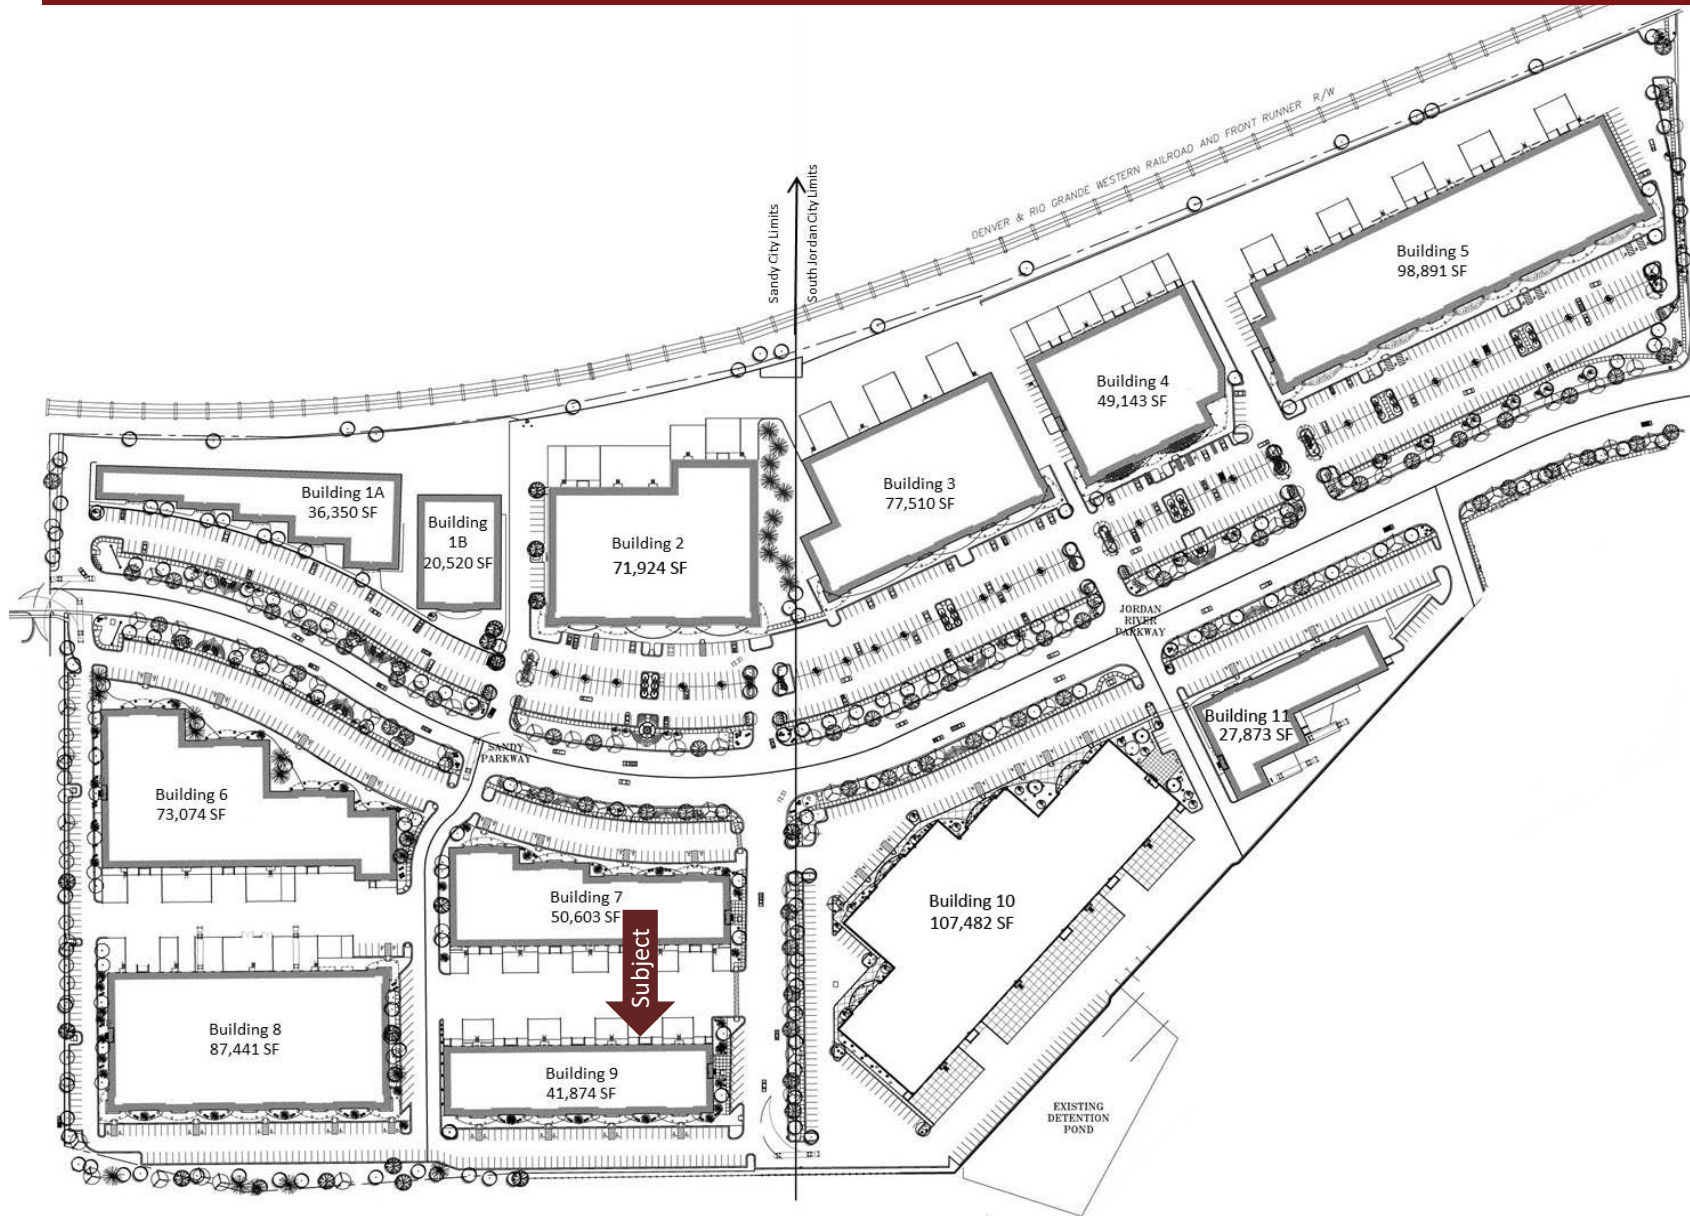 DENVER & RIO GRANDE WESTERN RAILROAD AND FRONT RUNNER R/W
Sandy City Limits
South Jordan City Limits
Building 5
98,891 SF
Building 4
49,143 SF
Building 3
77,510 SF
Building 1A
36,350 SF
Building
1B
20,520 SF
Building 2
71,924 SF
JORDAN
RIVER
PARKWAY
Building 11
27,873 SF
SANDY
PARKWAY
Building 6
73,074 SF
Building 7
50,603 SF
Building 10
107,482 SF
Subject
Building 8
87,441 SF
Building 9
41,874 SF
EXISTING
DETENTION
POND